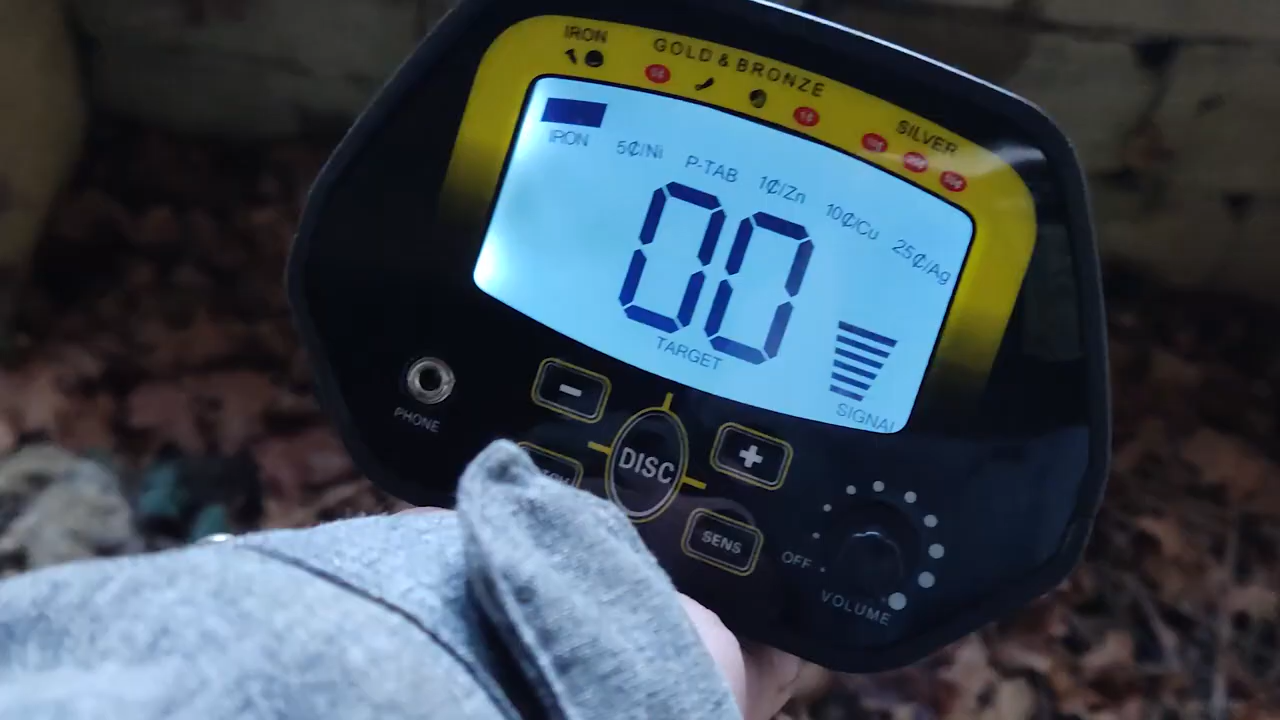 IRON
GOLD & BRONZE
SILVER
IRON 5₵/Ni P-TAB 1₵/Zn 10₵/Cu 25₵/Ag
00
TARGET
SIGNAL
PHONE
-
+
DISC
SENS
OFF
VOLUME